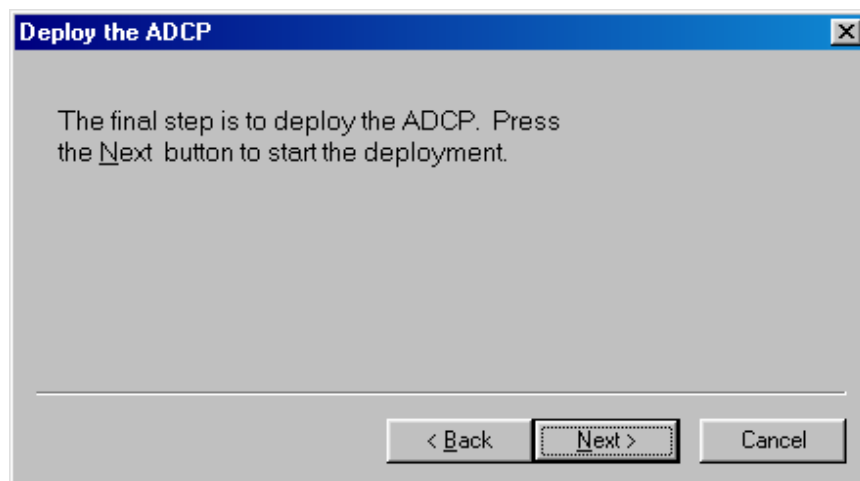 Deploy the ADCP
The final step is to deploy the ADCP. Press
the Next button to start the deployment.
< Back
Next >
Cancel